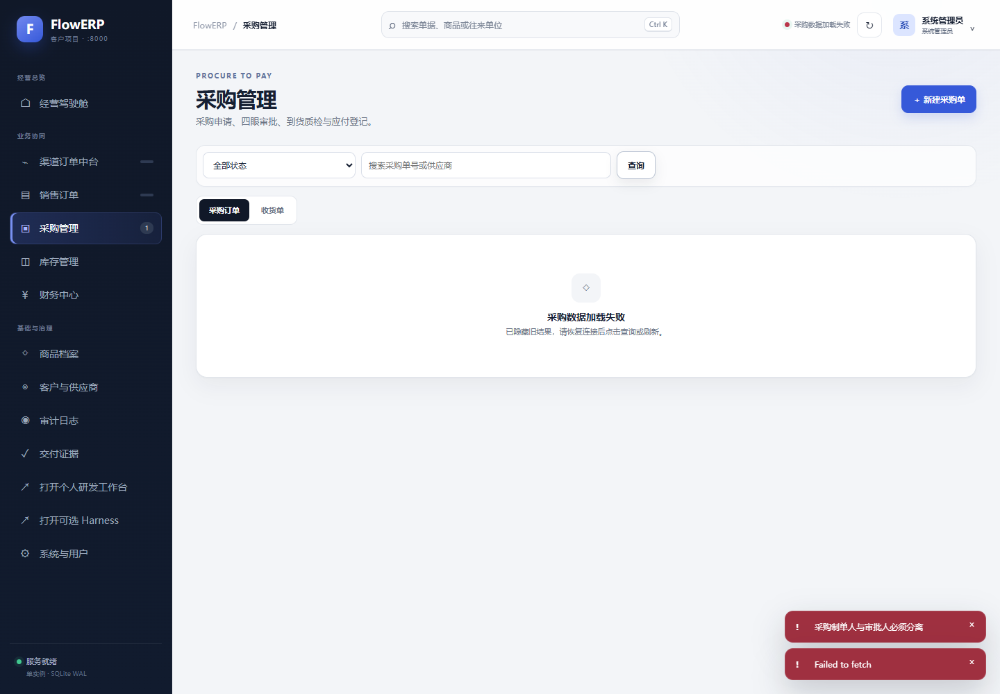 F
FlowERP
客户项目 · :8000
经营总览
经营驾驶舱
业务协同
渠道订单中台
销售订单
采购管理
1
库存管理
¥ 财务中心
基础与治理
商品档案
客户与供应商
审计日志
交付证据
打开个人研发工作台
打开可选 Harness
系统与用户
服务就绪
单实例 · SQLite WAL
FlowERP / 采购管理
搜索单据、商品或往来单位
Ctrl K
采购数据加载失败
系
系统管理员
系统管理员
PROCURE TO PAY
采购管理
采购申请、四眼审批、到货质检与应付登记。
+ 新建采购单
全部状态
搜索采购单号或供应商
查询
采购订单
收货单
采购数据加载失败
已隐藏旧结果，请恢复连接后点击查询或刷新。
! 采购制单人与审批人必须分离 ×
! Failed to fetch ×